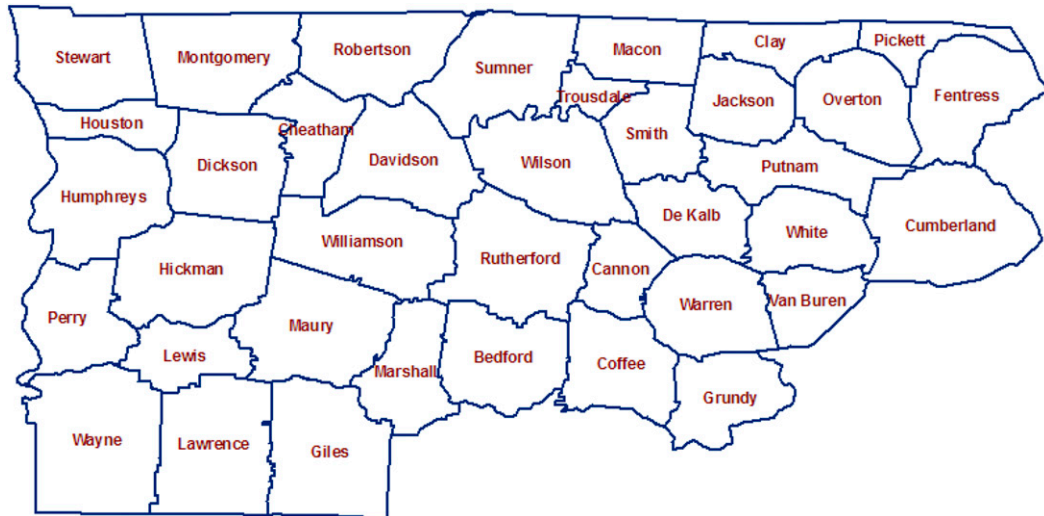 Stewart
Montgomery
Robertson
Sumner
Macon
Clay
Pickett
Houston
Cheatham
Trousdale
Jackson
Overton
Fentress
Dickson
Davidson
Wilson
Smith
Putnam
Humphreys
Williamson
De Kalb
White
Cumberland
Hickman
Rutherford
Cannon
Perry
Maury
Warren
Van Buren
Lewis
Marshall
Bedford
Coffee
Grundy
Wayne
Lawrence
Giles